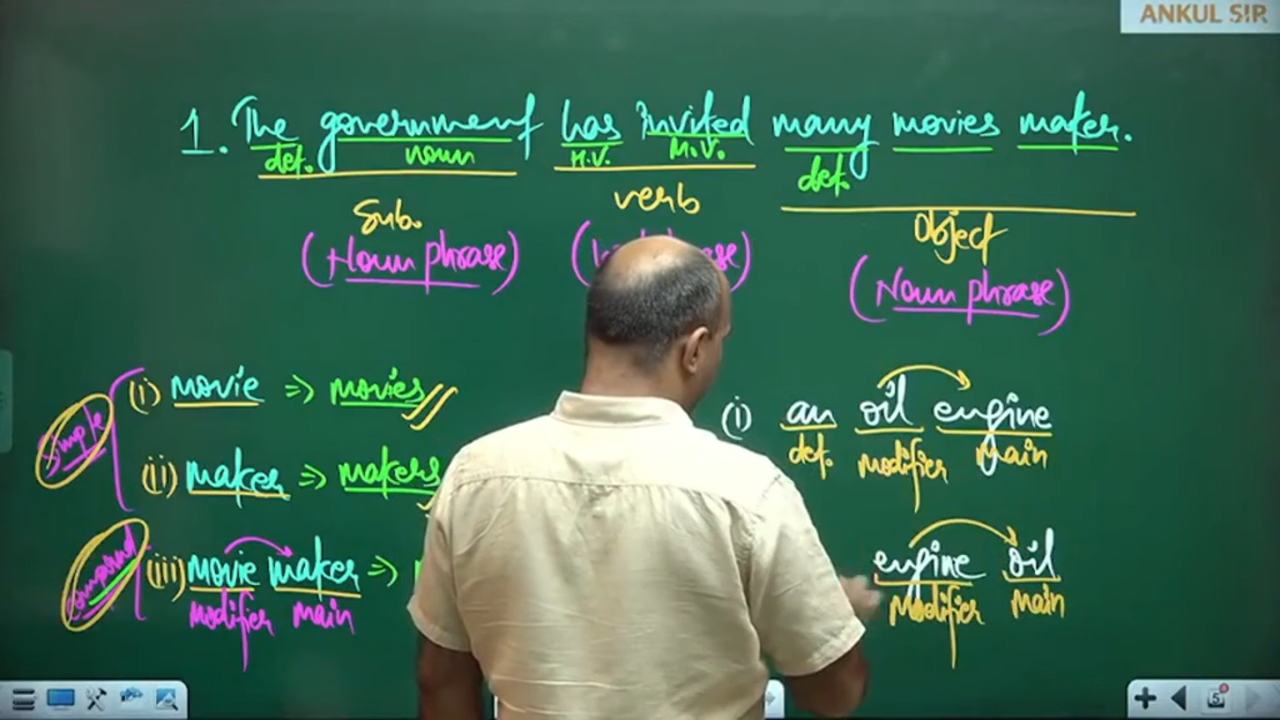 ANKUL SIR
1. The government has invited many movies maker.
det. noun H.V. M.V. det.
Sub. verb Object
(Noun phrase) (Noun phrase)
Simple
(i) movie => movies
(ii) maker => makers
Compound
(iii) movie maker =>
modifier main
(i) an oil engine
det. modifier main
engine oil
modifier main
5